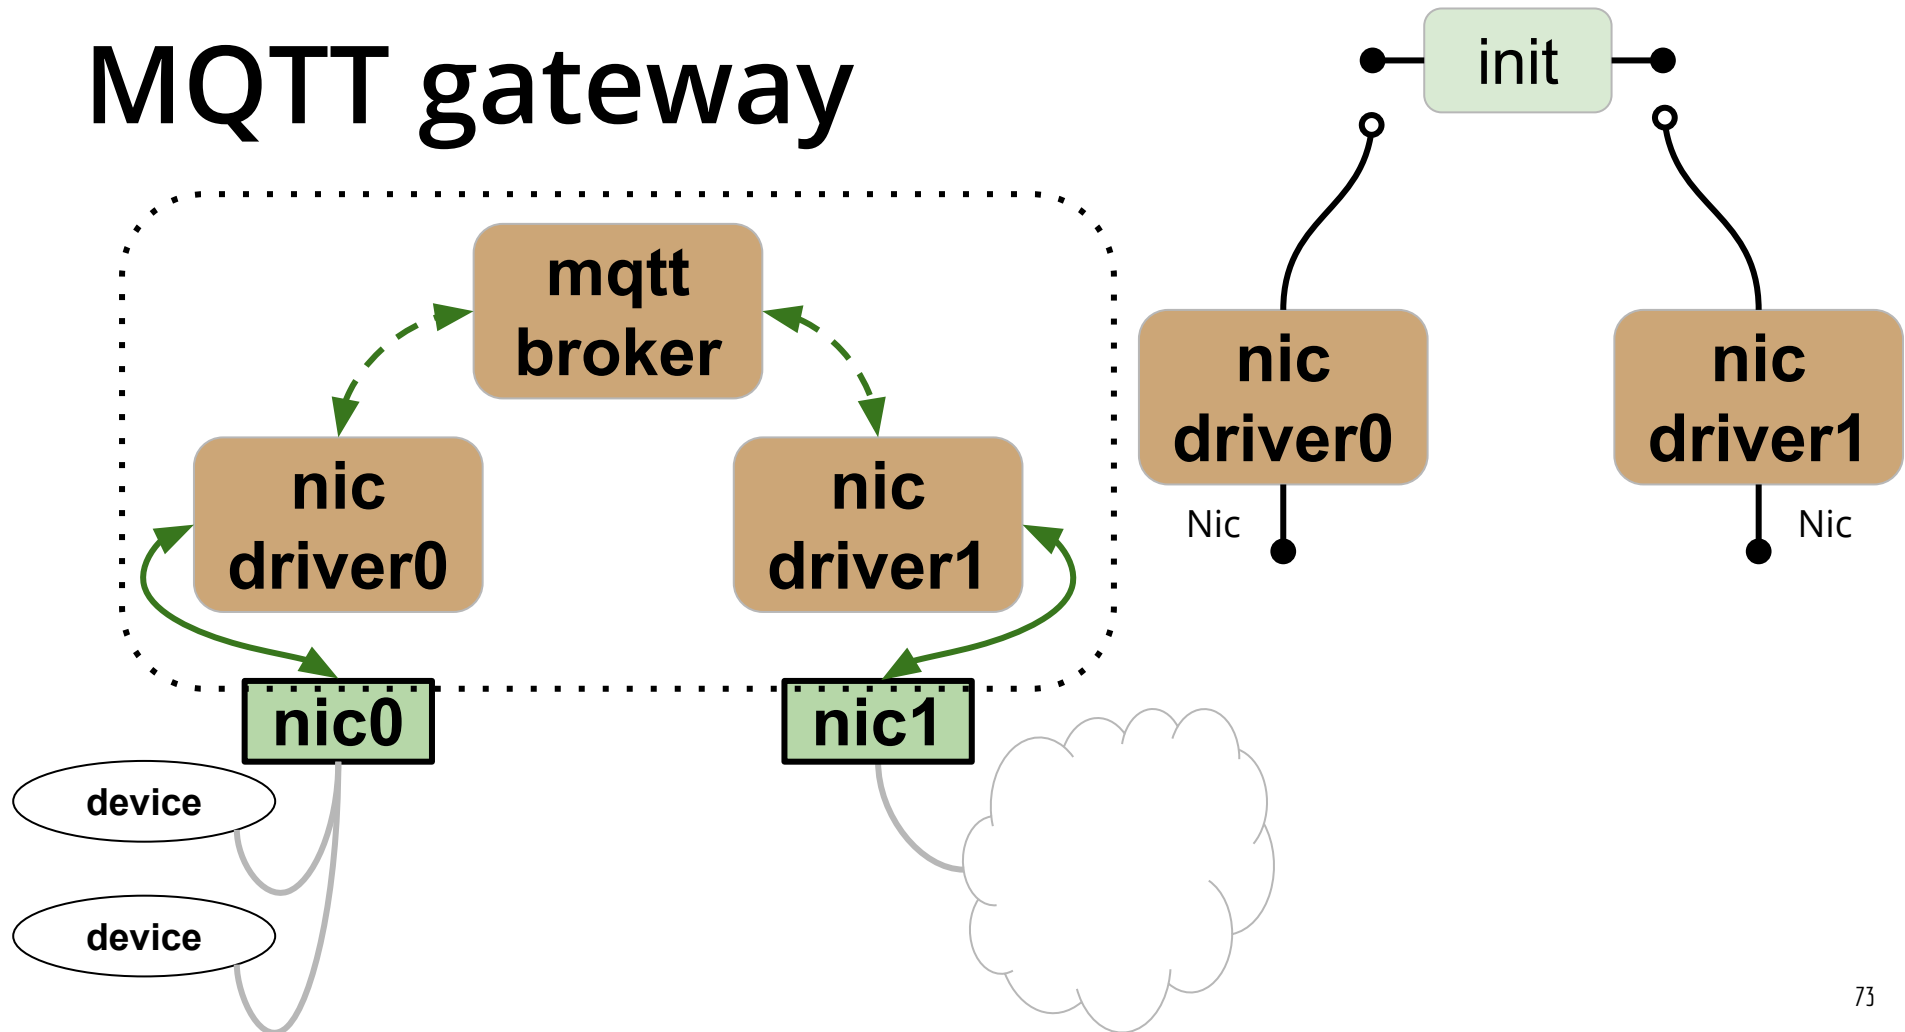 MQTT gateway
init
mqtt
broker
nic
driver0
nic
driver1
nic
driver0
nic
driver1
Nic
Nic
nic0
nic1
device
device
73